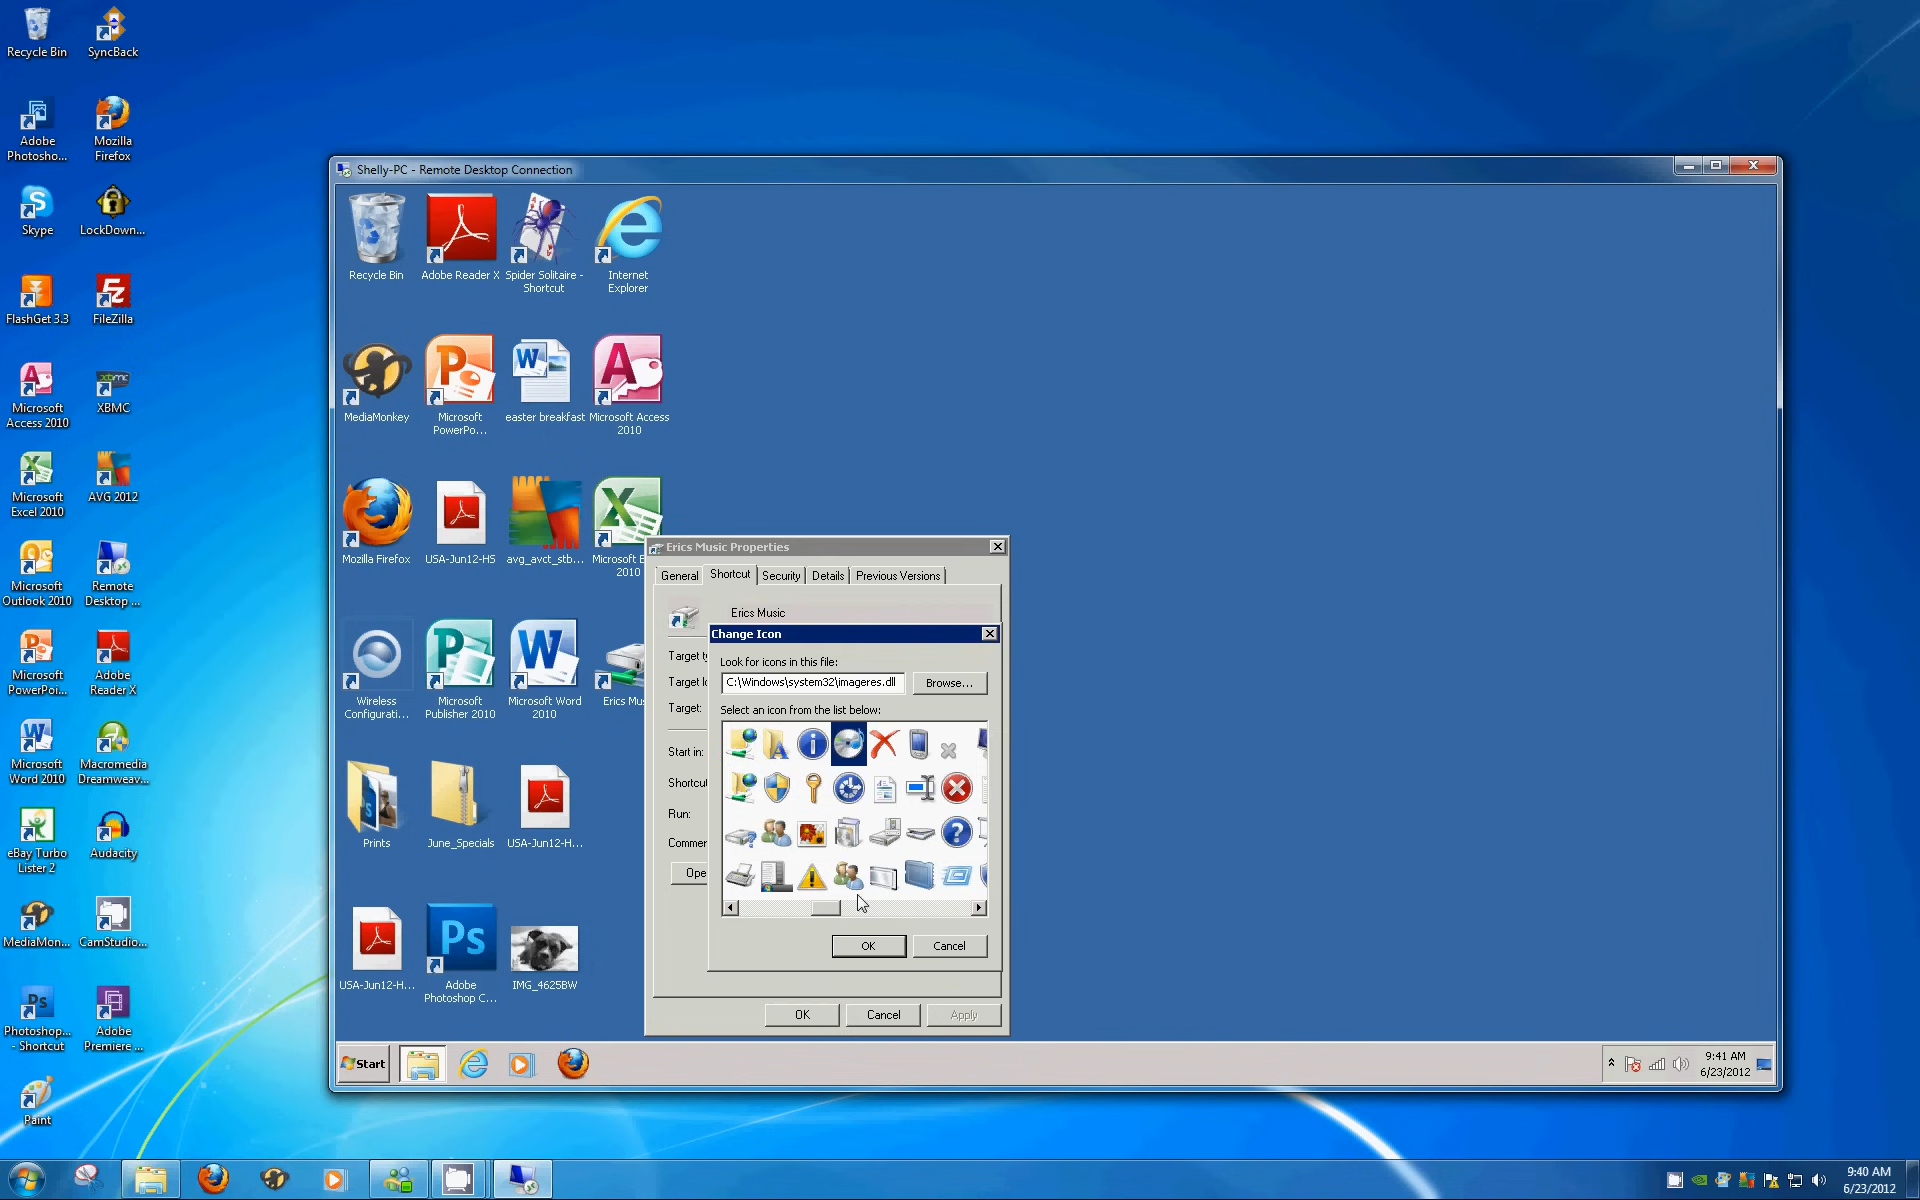 Recycle Bin
SyncBack
Adobe
Photosho...
Mozilla
Firefox
Skype
LockDown...
FlashGet 3.3
FileZilla
Microsoft
Access 2010
XBMC
Microsoft
Excel 2010
AVG 2012
Microsoft
Outlook 2010
Remote
Desktop ...
Microsoft
PowerPoi...
Adobe
Reader X
Microsoft
Word 2010
Macromedia
Dreamweav...
eBay Turbo
Lister 2
Audacity
MediaMon...
CamStudio...
Photoshop...
- Shortcut
Adobe
Premiere ...
Paint
Shelly-PC - Remote Desktop Connection
Recycle Bin
Adobe Reader X
Spider Solitaire -
Shortcut
Internet
Explorer
MediaMonkey
Microsoft
PowerPo...
easter breakfast
Microsoft Access
2010
Mozilla Firefox
USA-Jun12-HS
avg_avct_stb...
Microsoft E
2010
Wireless
Configurati...
Microsoft
Publisher 2010
Microsoft Word
2010
Erics Mus
Prints
June_Specials
USA-Jun12-H...
USA-Jun12-H...
Adobe
Photoshop C...
IMG_4625BW
Erics Music Properties
General
Shortcut
Security
Details
Previous Versions
Erics Music
Target ty
Target lo
Target:
Start in:
Shortcut
Run:
Commen
Ope
Change Icon
Look for icons in this file:
C:\Windows\system32\imageres.dll
Browse...
Select an icon from the list below:
OK
Cancel
OK
Cancel
Apply
Start
9:41 AM
6/23/2012
9:40 AM
6/23/2012